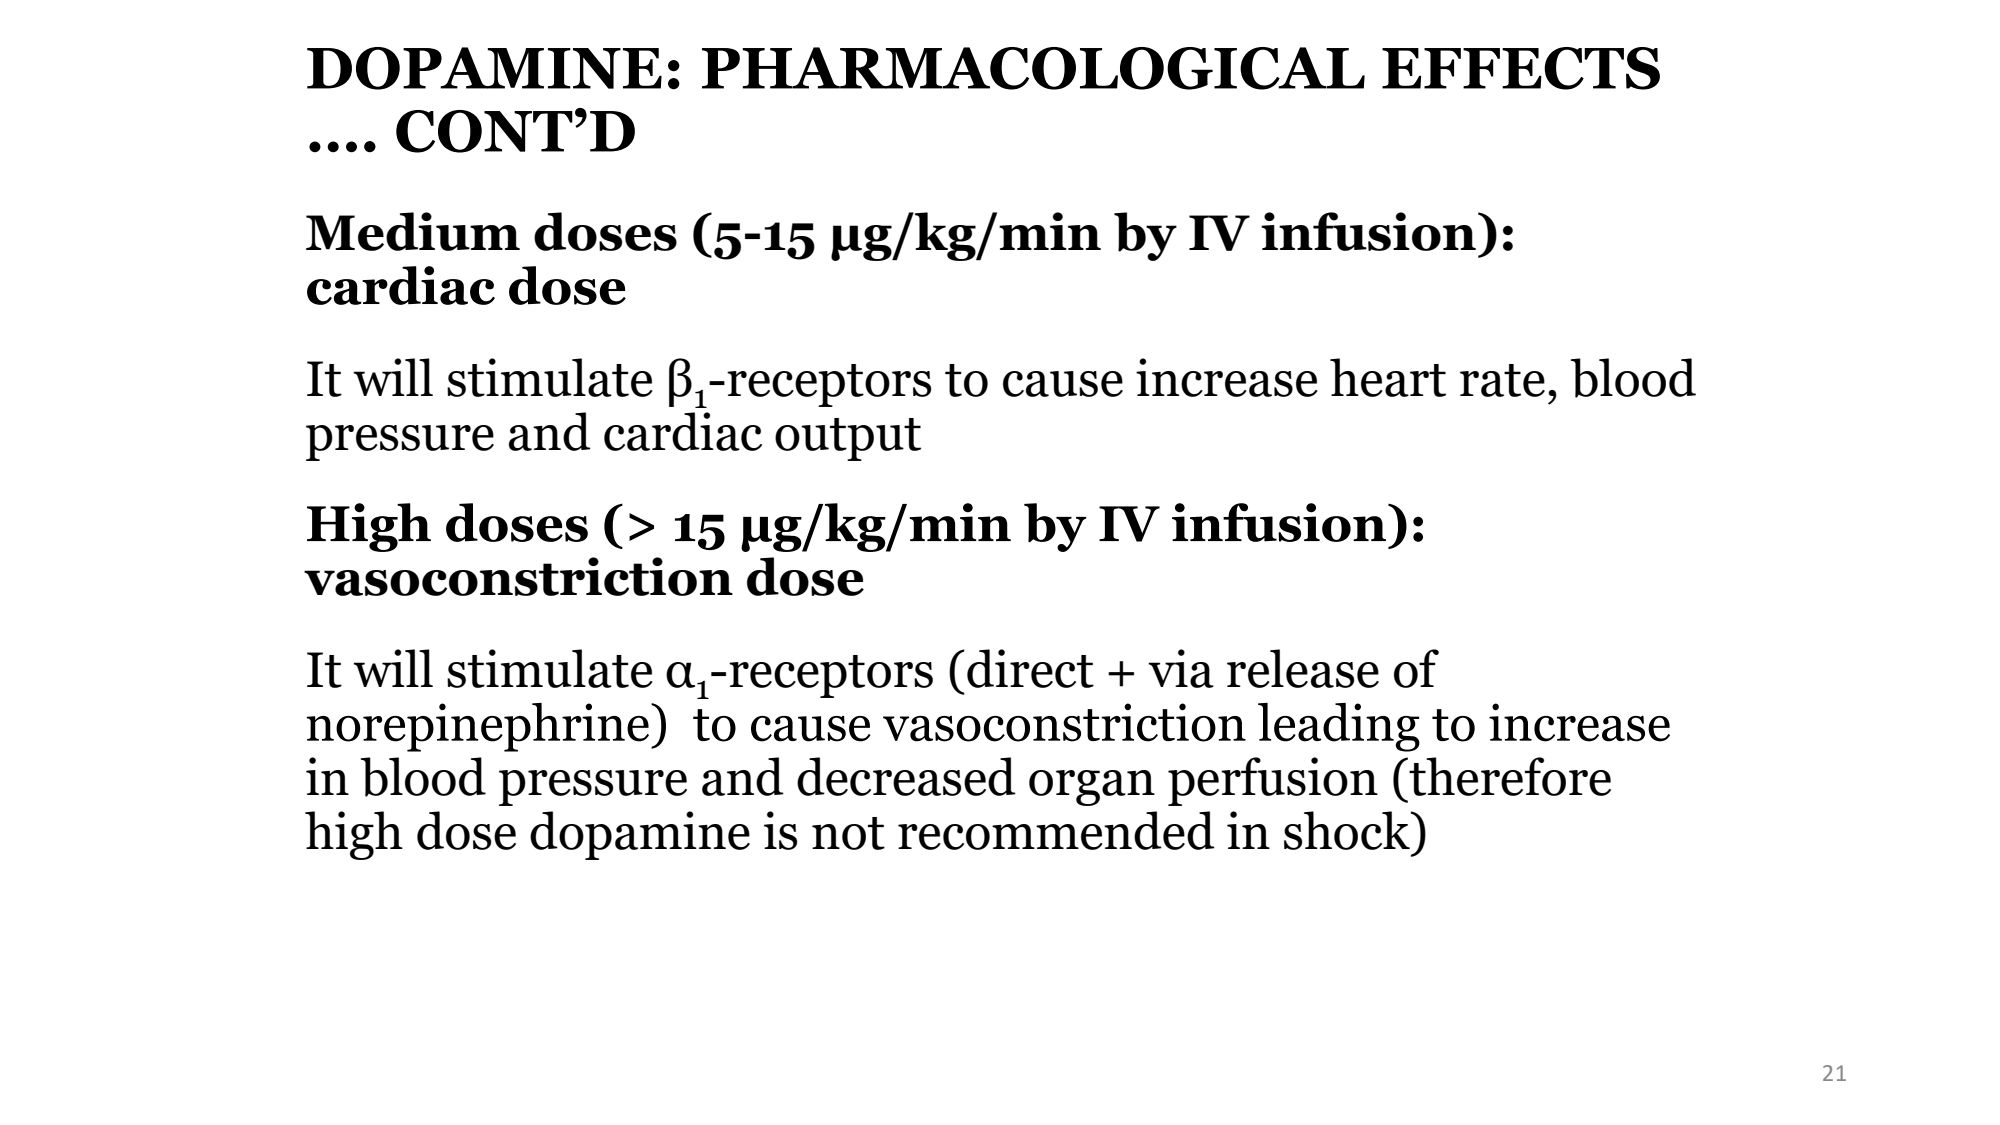 DOPAMINE: PHARMACOLOGICAL EFFECTS
…. CONT’D
Medium doses (5-15 µg/kg/min by IV infusion):
cardiac dose
It will stimulate β₁-receptors to cause increase heart rate, blood
pressure and cardiac output
High doses (> 15 µg/kg/min by IV infusion):
vasoconstriction dose
It will stimulate α₁-receptors (direct + via release of
norepinephrine)  to cause vasoconstriction leading to increase
in blood pressure and decreased organ perfusion (therefore
high dose dopamine is not recommended in shock)
21